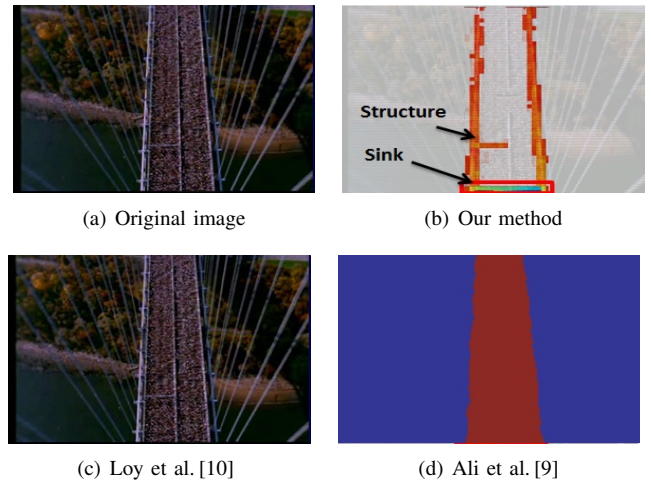 Structure
Sink
(a) Original image
(b) Our method
(c) Loy et al. [10]
(d) Ali et al. [9]